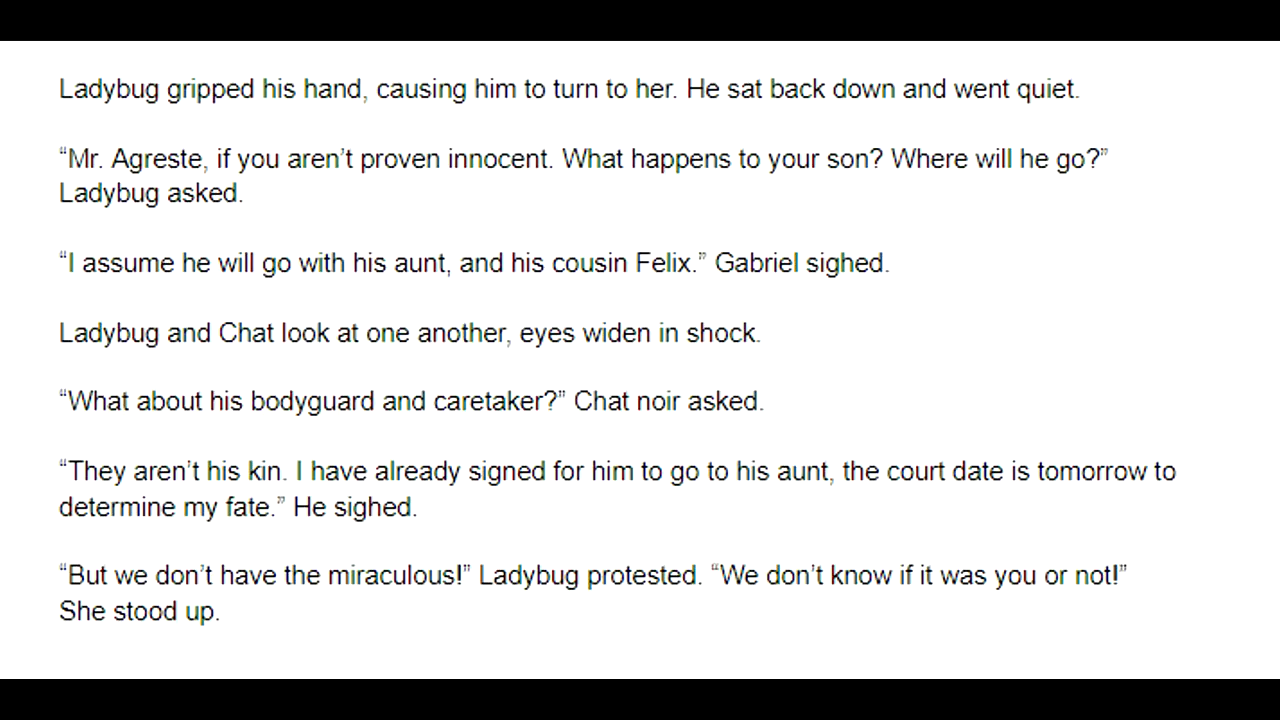 Ladybug gripped his hand, causing him to turn to her. He sat back down and went quiet.
“Mr. Agreste, if you aren’t proven innocent. What happens to your son? Where will he go?”
Ladybug asked.
“I assume he will go with his aunt, and his cousin Felix.” Gabriel sighed.
Ladybug and Chat look at one another, eyes widen in shock.
“What about his bodyguard and caretaker?” Chat noir asked.
“They aren’t his kin. I have already signed for him to go to his aunt, the court date is tomorrow to
determine my fate.” He sighed.
“But we don’t have the miraculous!” Ladybug protested. “We don’t know if it was you or not!”
She stood up.